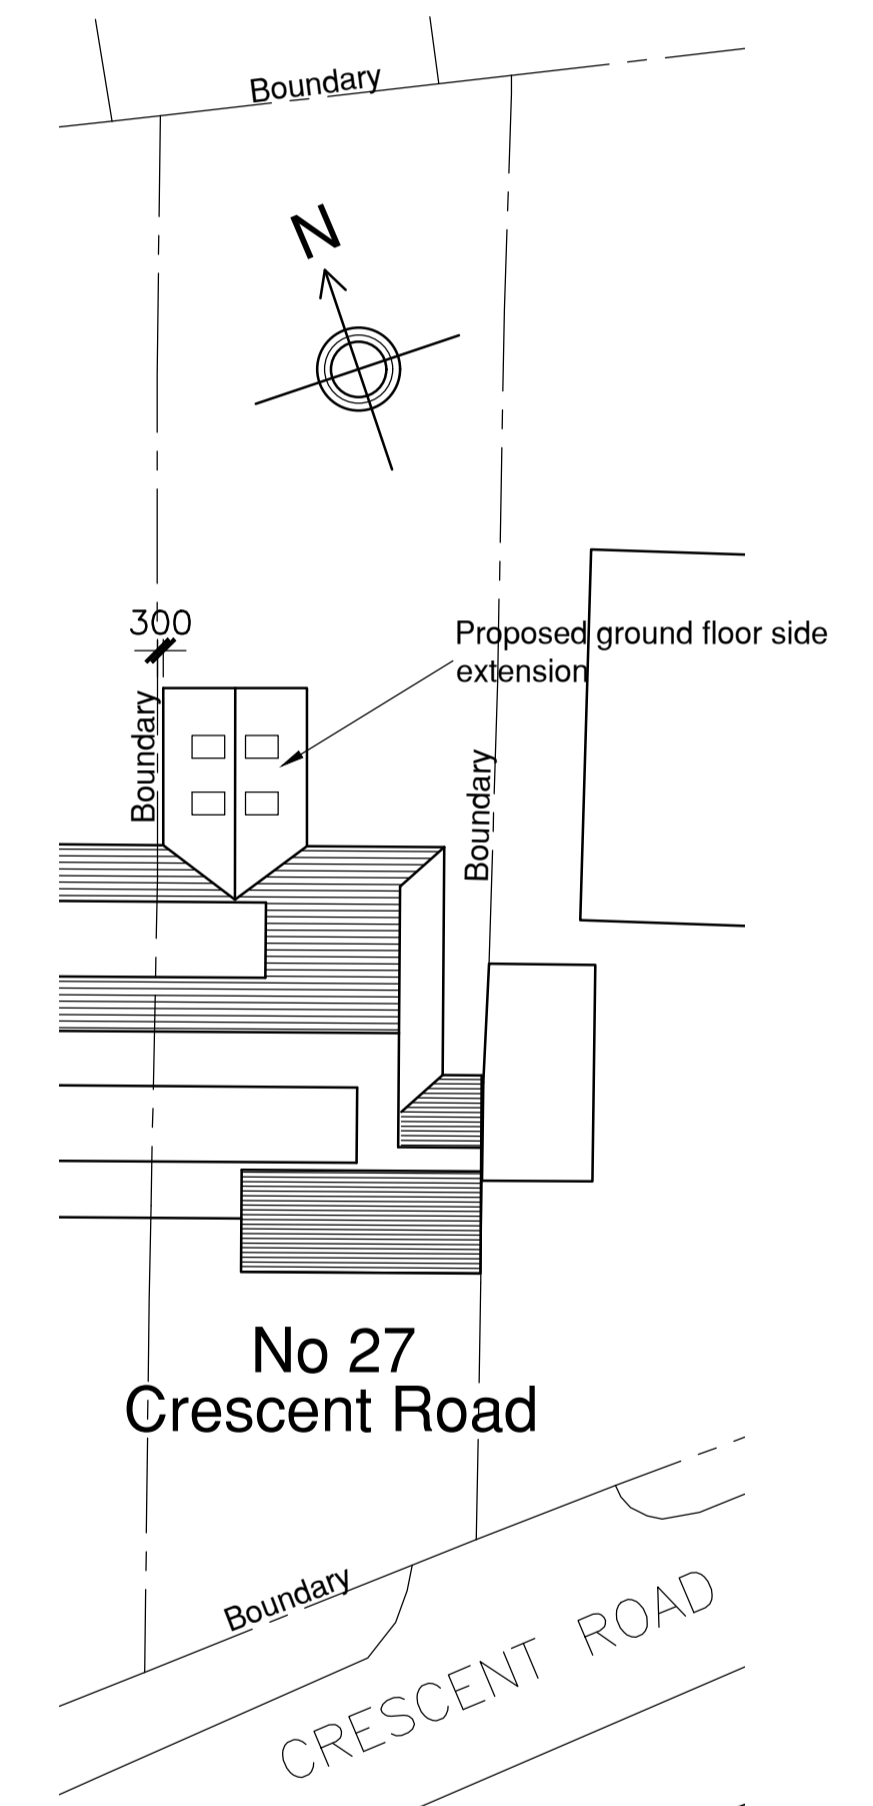 Boundary
N
300
Proposed ground floor side
extension
Boundary
Boundary
No 27
Crescent Road
Boundary
CRESCENT ROAD